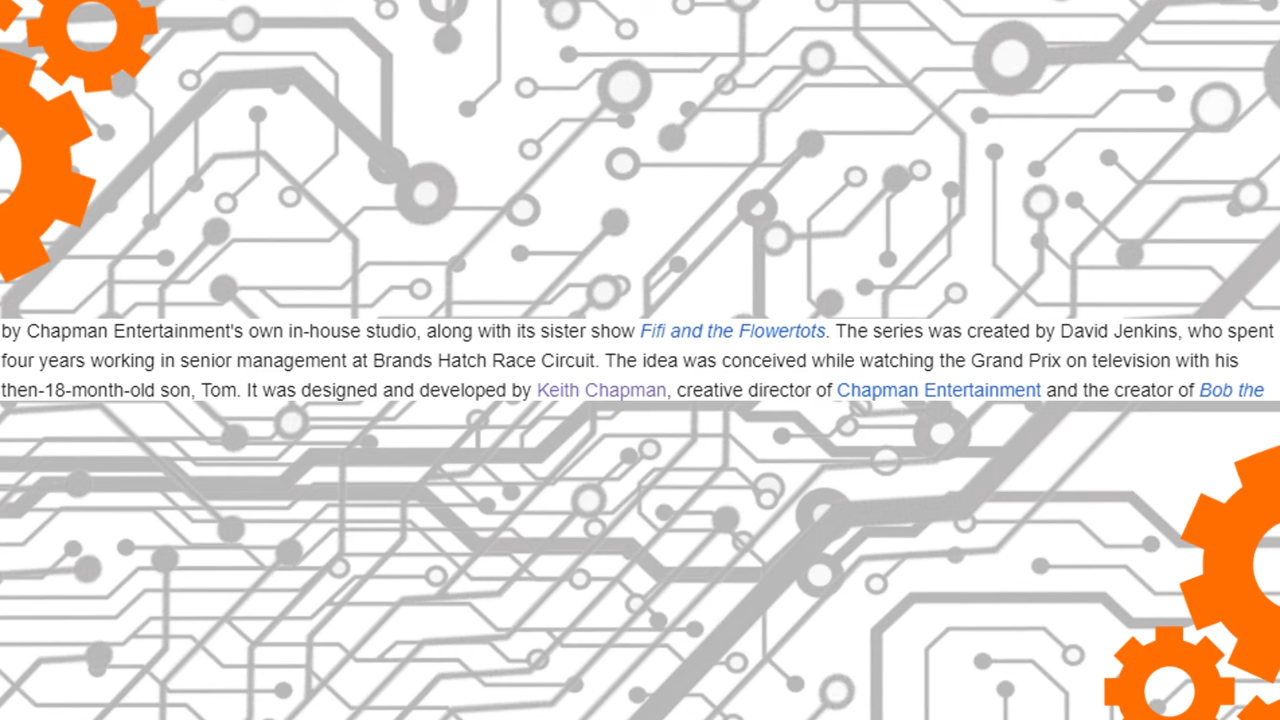 by Chapman Entertainment's own in-house studio, along with its sister show Fifi and the Flowertots. The series was created by David Jenkins, who spent
four years working in senior management at Brands Hatch Race Circuit. The idea was conceived while watching the Grand Prix on television with his
then-18-month-old son, Tom. It was designed and developed by Keith Chapman, creative director of Chapman Entertainment and the creator of Bob the